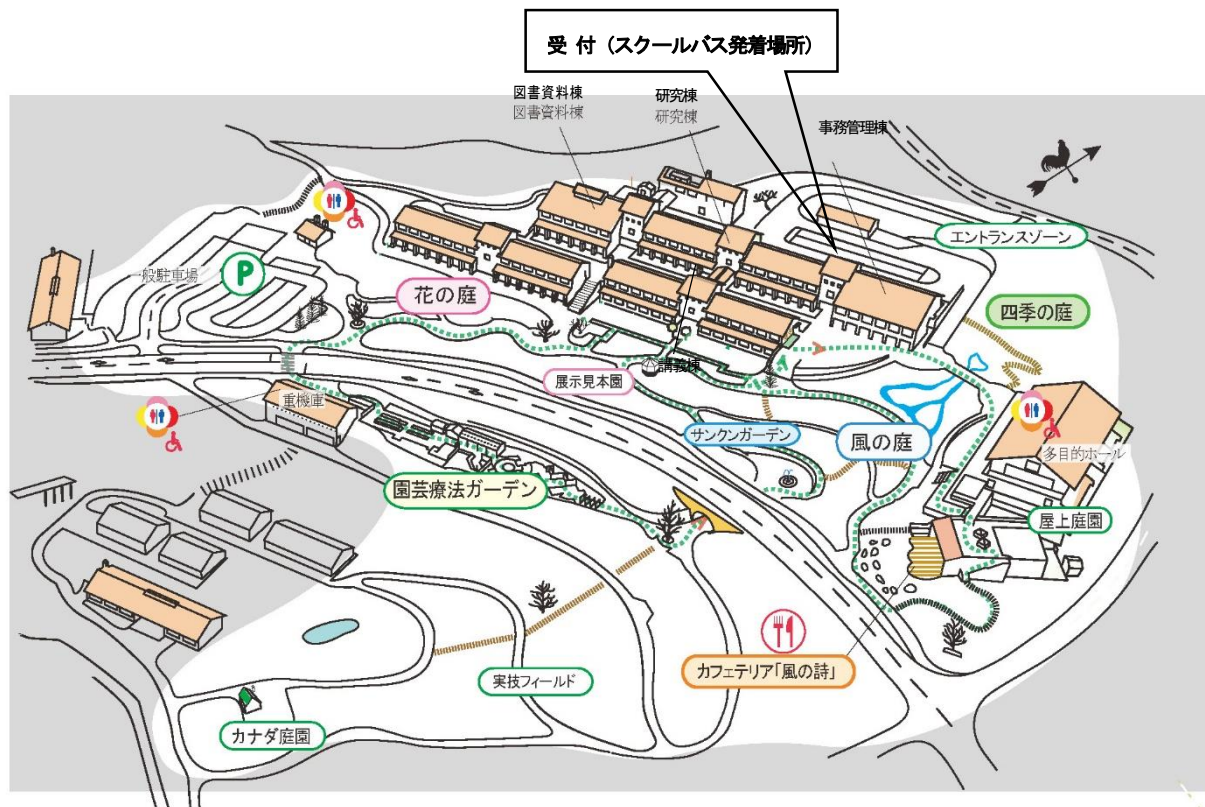 受 付（スクールバス発着場所）
図書資料棟
図書資料棟
研究棟
研究棟
事務管理棟
エントランスゾーン
P
一般駐車場
花の庭
四季の庭
講義棟
展示見本園
重機庫
サンクンガーデン
風の庭
多目的ホール
園芸療法ガーデン
屋上庭園
カフェテリア「風の詩」
実技フィールド
カナダ庭園